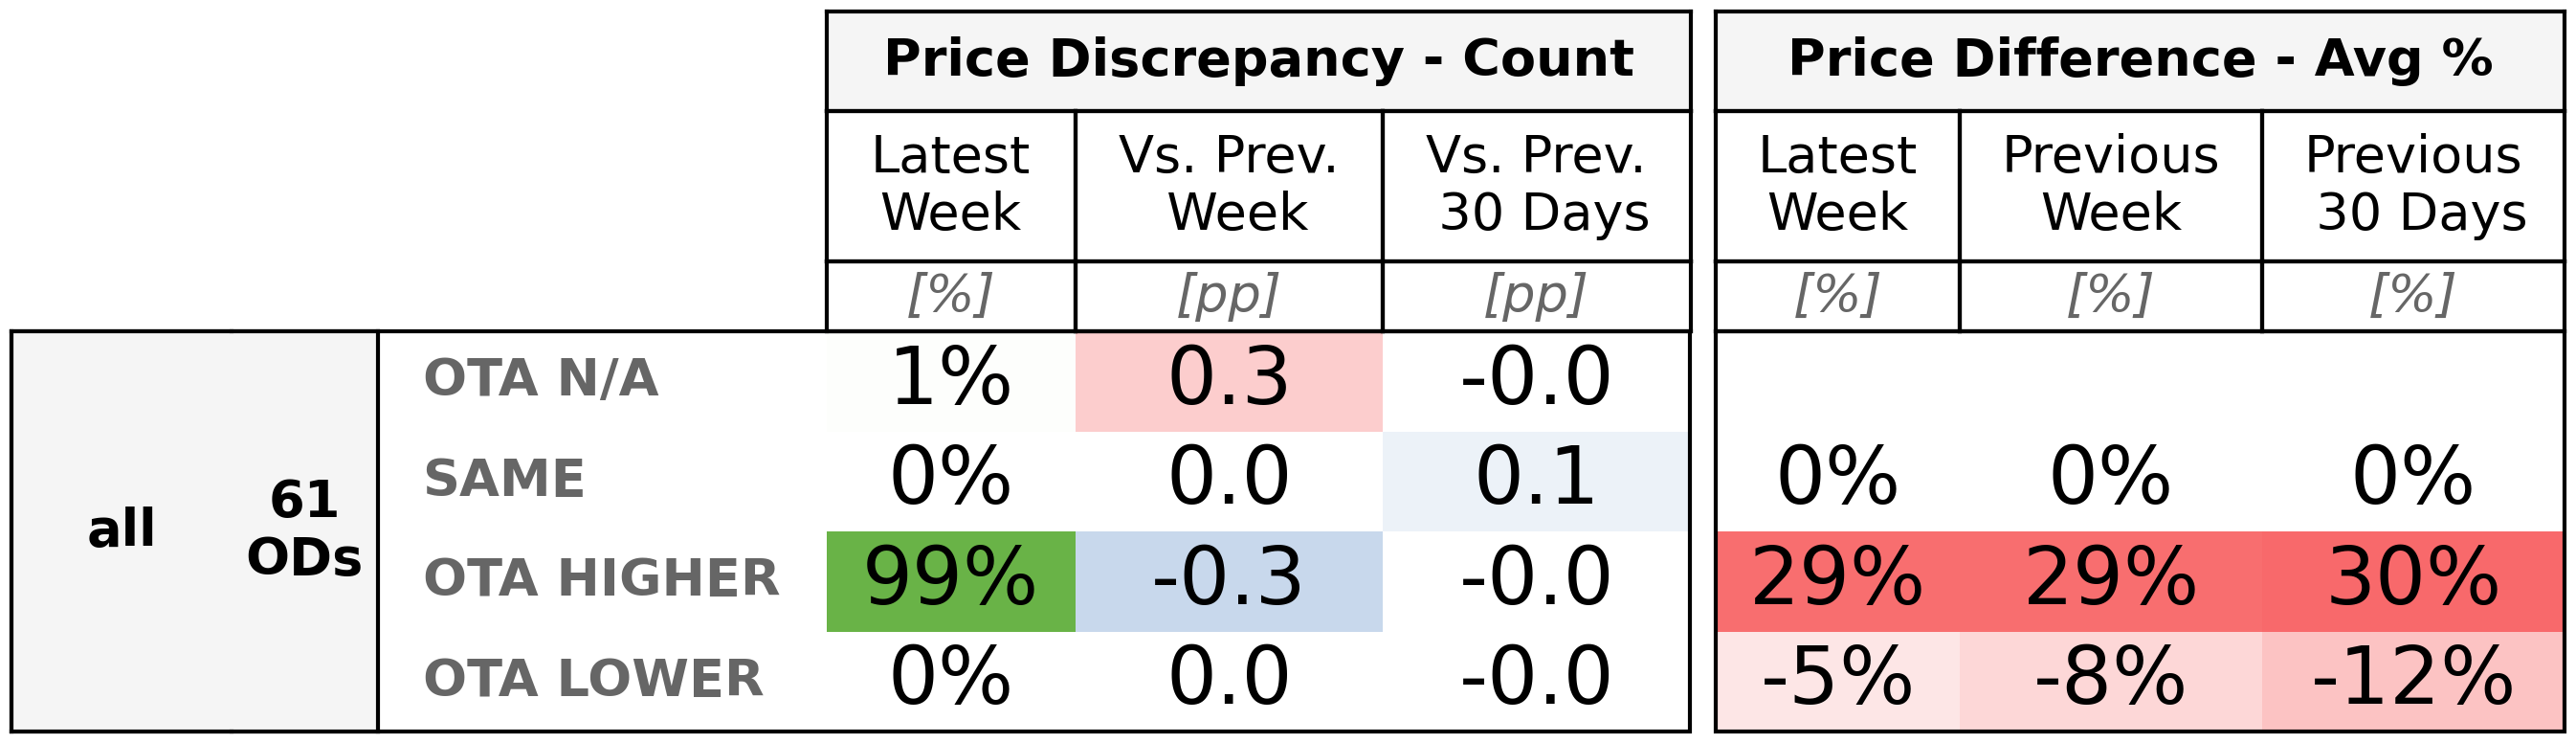 Price Discrepancy - Count Price Difference - Avg %
Latest Week Vs. Prev. Week Vs. Prev. 30 Days Latest Week Previous Week Previous 30 Days
[%] [pp] [pp] [%] [%] [%]
all 61 ODs
OTA N/A 1% 0.3 -0.0
SAME 0% 0.0 0.1 0% 0% 0%
OTA HIGHER 99% -0.3 -0.0 29% 29% 30%
OTA LOWER 0% 0.0 -0.0 -5% -8% -12%